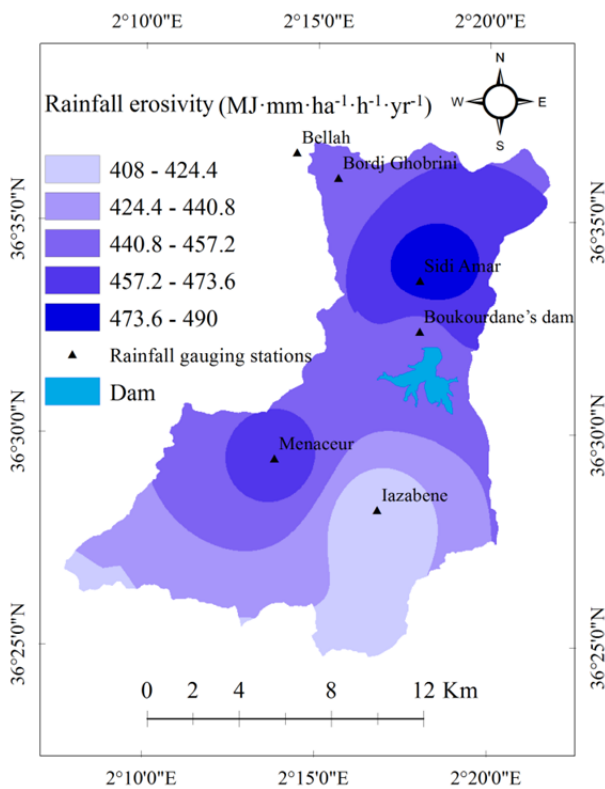 2°10'0"E 2°15'0"E 2°20'0"E
N
W E
S
Rainfall erosivity (MJ·mm·ha⁻¹·h⁻¹·yr⁻¹)
408 - 424.4
424.4 - 440.8
440.8 - 457.2
457.2 - 473.6
473.6 - 490
Rainfall gauging stations
Dam
Bellah
Bordj Ghobrini
Sidi Amar
Boukourdane's dam
Menaceur
Iazabene
36°35'0"N 36°35'0"N
36°30'0"N 36°30'0"N
36°25'0"N 36°25'0"N
0 2 4 8 12 Km
2°10'0"E 2°15'0"E 2°20'0"E